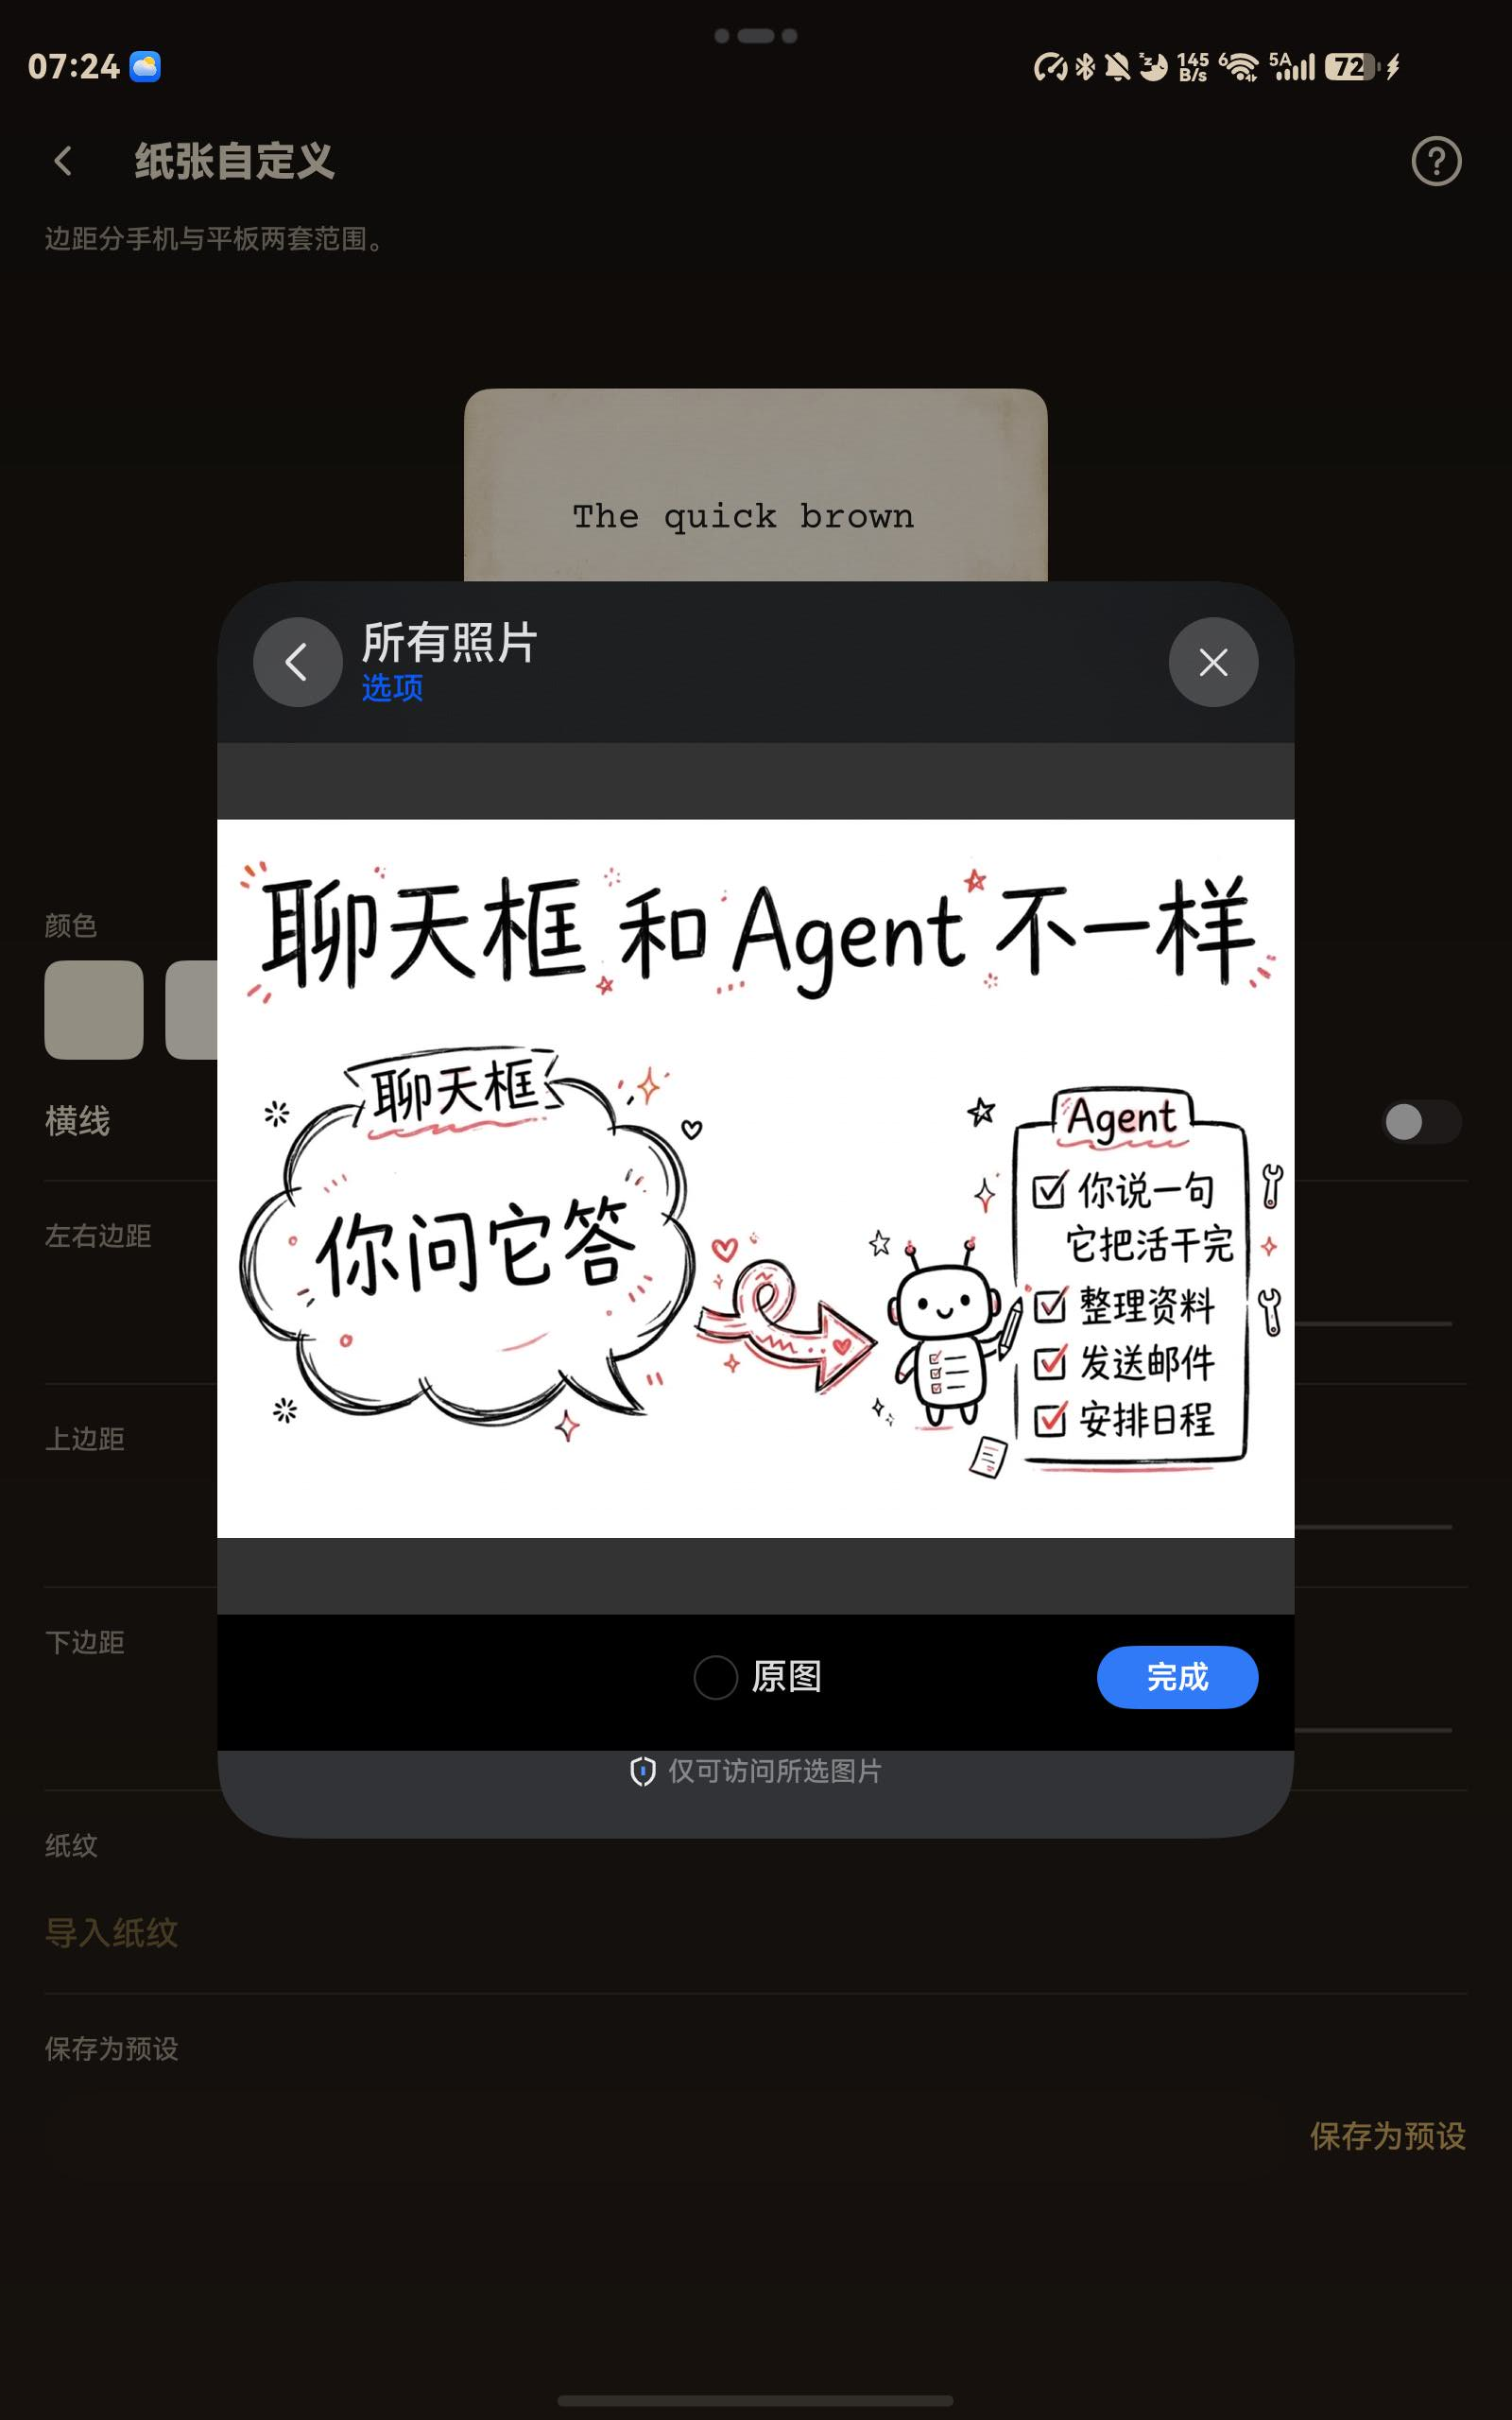 07:24
145
B/s
6
5A
72
纸张自定义
边距分手机与平板两套范围。
The quick brown
所有照片
选项
聊天框 和 Agent 不一样
聊天框
你问它答
Agent
你说一句
它把活干完
整理资料
发送邮件
安排日程
原图
完成
仅可访问所选图片
颜色
横线
左右边距
上边距
下边距
纸纹
导入纸纹
保存为预设
保存为预设